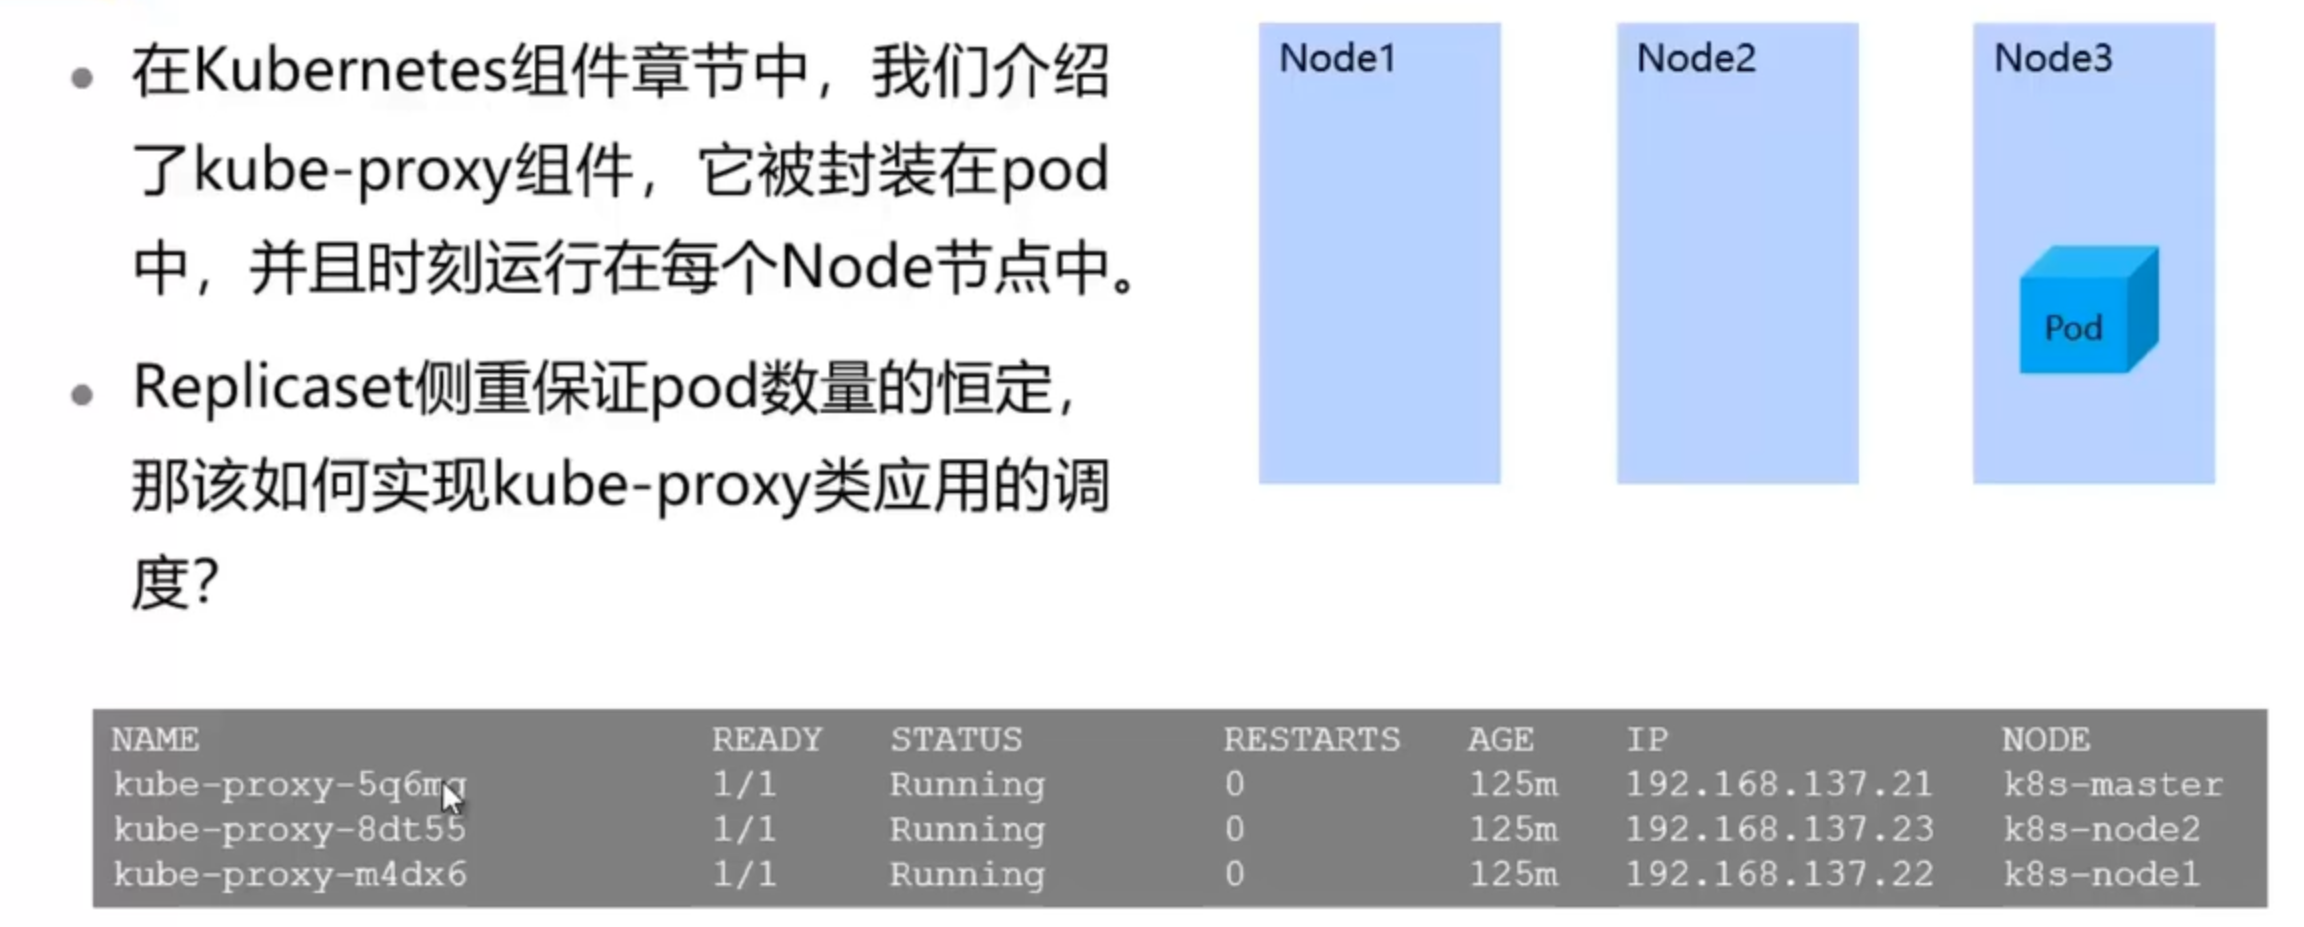 在Kubernetes组件章节中，我们介绍
了kube-proxy组件，它被封装在pod
中，并且时刻运行在每个Node节点中。
Replicaset侧重保证pod数量的恒定，
那该如何实现kube-proxy类应用的调
度？
Node1
Node2
Node3
Pod
NAME READY STATUS RESTARTS AGE IP NODE
kube-proxy-5q6mg 1/1 Running 0 125m 192.168.137.21 k8s-master
kube-proxy-8dt55 1/1 Running 0 125m 192.168.137.23 k8s-node2
kube-proxy-m4dx6 1/1 Running 0 125m 192.168.137.22 k8s-node1